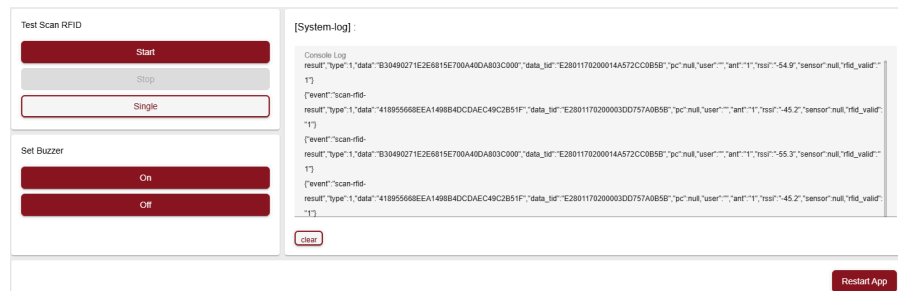 Test Scan RFID
Start
Stop
Single
Set Buzzer
On
Off
[System-log] :
Console Log
result","type":1,"data":"B30490271E2E6815E700A40DA803C000","data_tid":"E2801170200014A572CC0B5B","pc":null,"user":"","ant":"1","rssi":"-54.9","sensor":null,"rfid_valid":"
1"}
{"event":"scan-rfid-
result","type":1,"data":"418955668EEA1498B4DCDAEC49C2B51F","data_tid":"E2801170200003DD757A0B5B","pc":null,"user":"","ant":"1","rssi":"-45.2","sensor":null,"rfid_valid":
"1"}
{"event":"scan-rfid-
result","type":1,"data":"B30490271E2E6815E700A40DA803C000","data_tid":"E2801170200014A572CC0B5B","pc":null,"user":"","ant":"1","rssi":"-55.3","sensor":null,"rfid_valid":"
1"}
{"event":"scan-rfid-
result","type":1,"data":"418955668EEA1498B4DCDAEC49C2B51F","data_tid":"E2801170200003DD757A0B5B","pc":null,"user":"","ant":"1","rssi":"-45.2","sensor":null,"rfid_valid":
"1"}
clear
Restart App